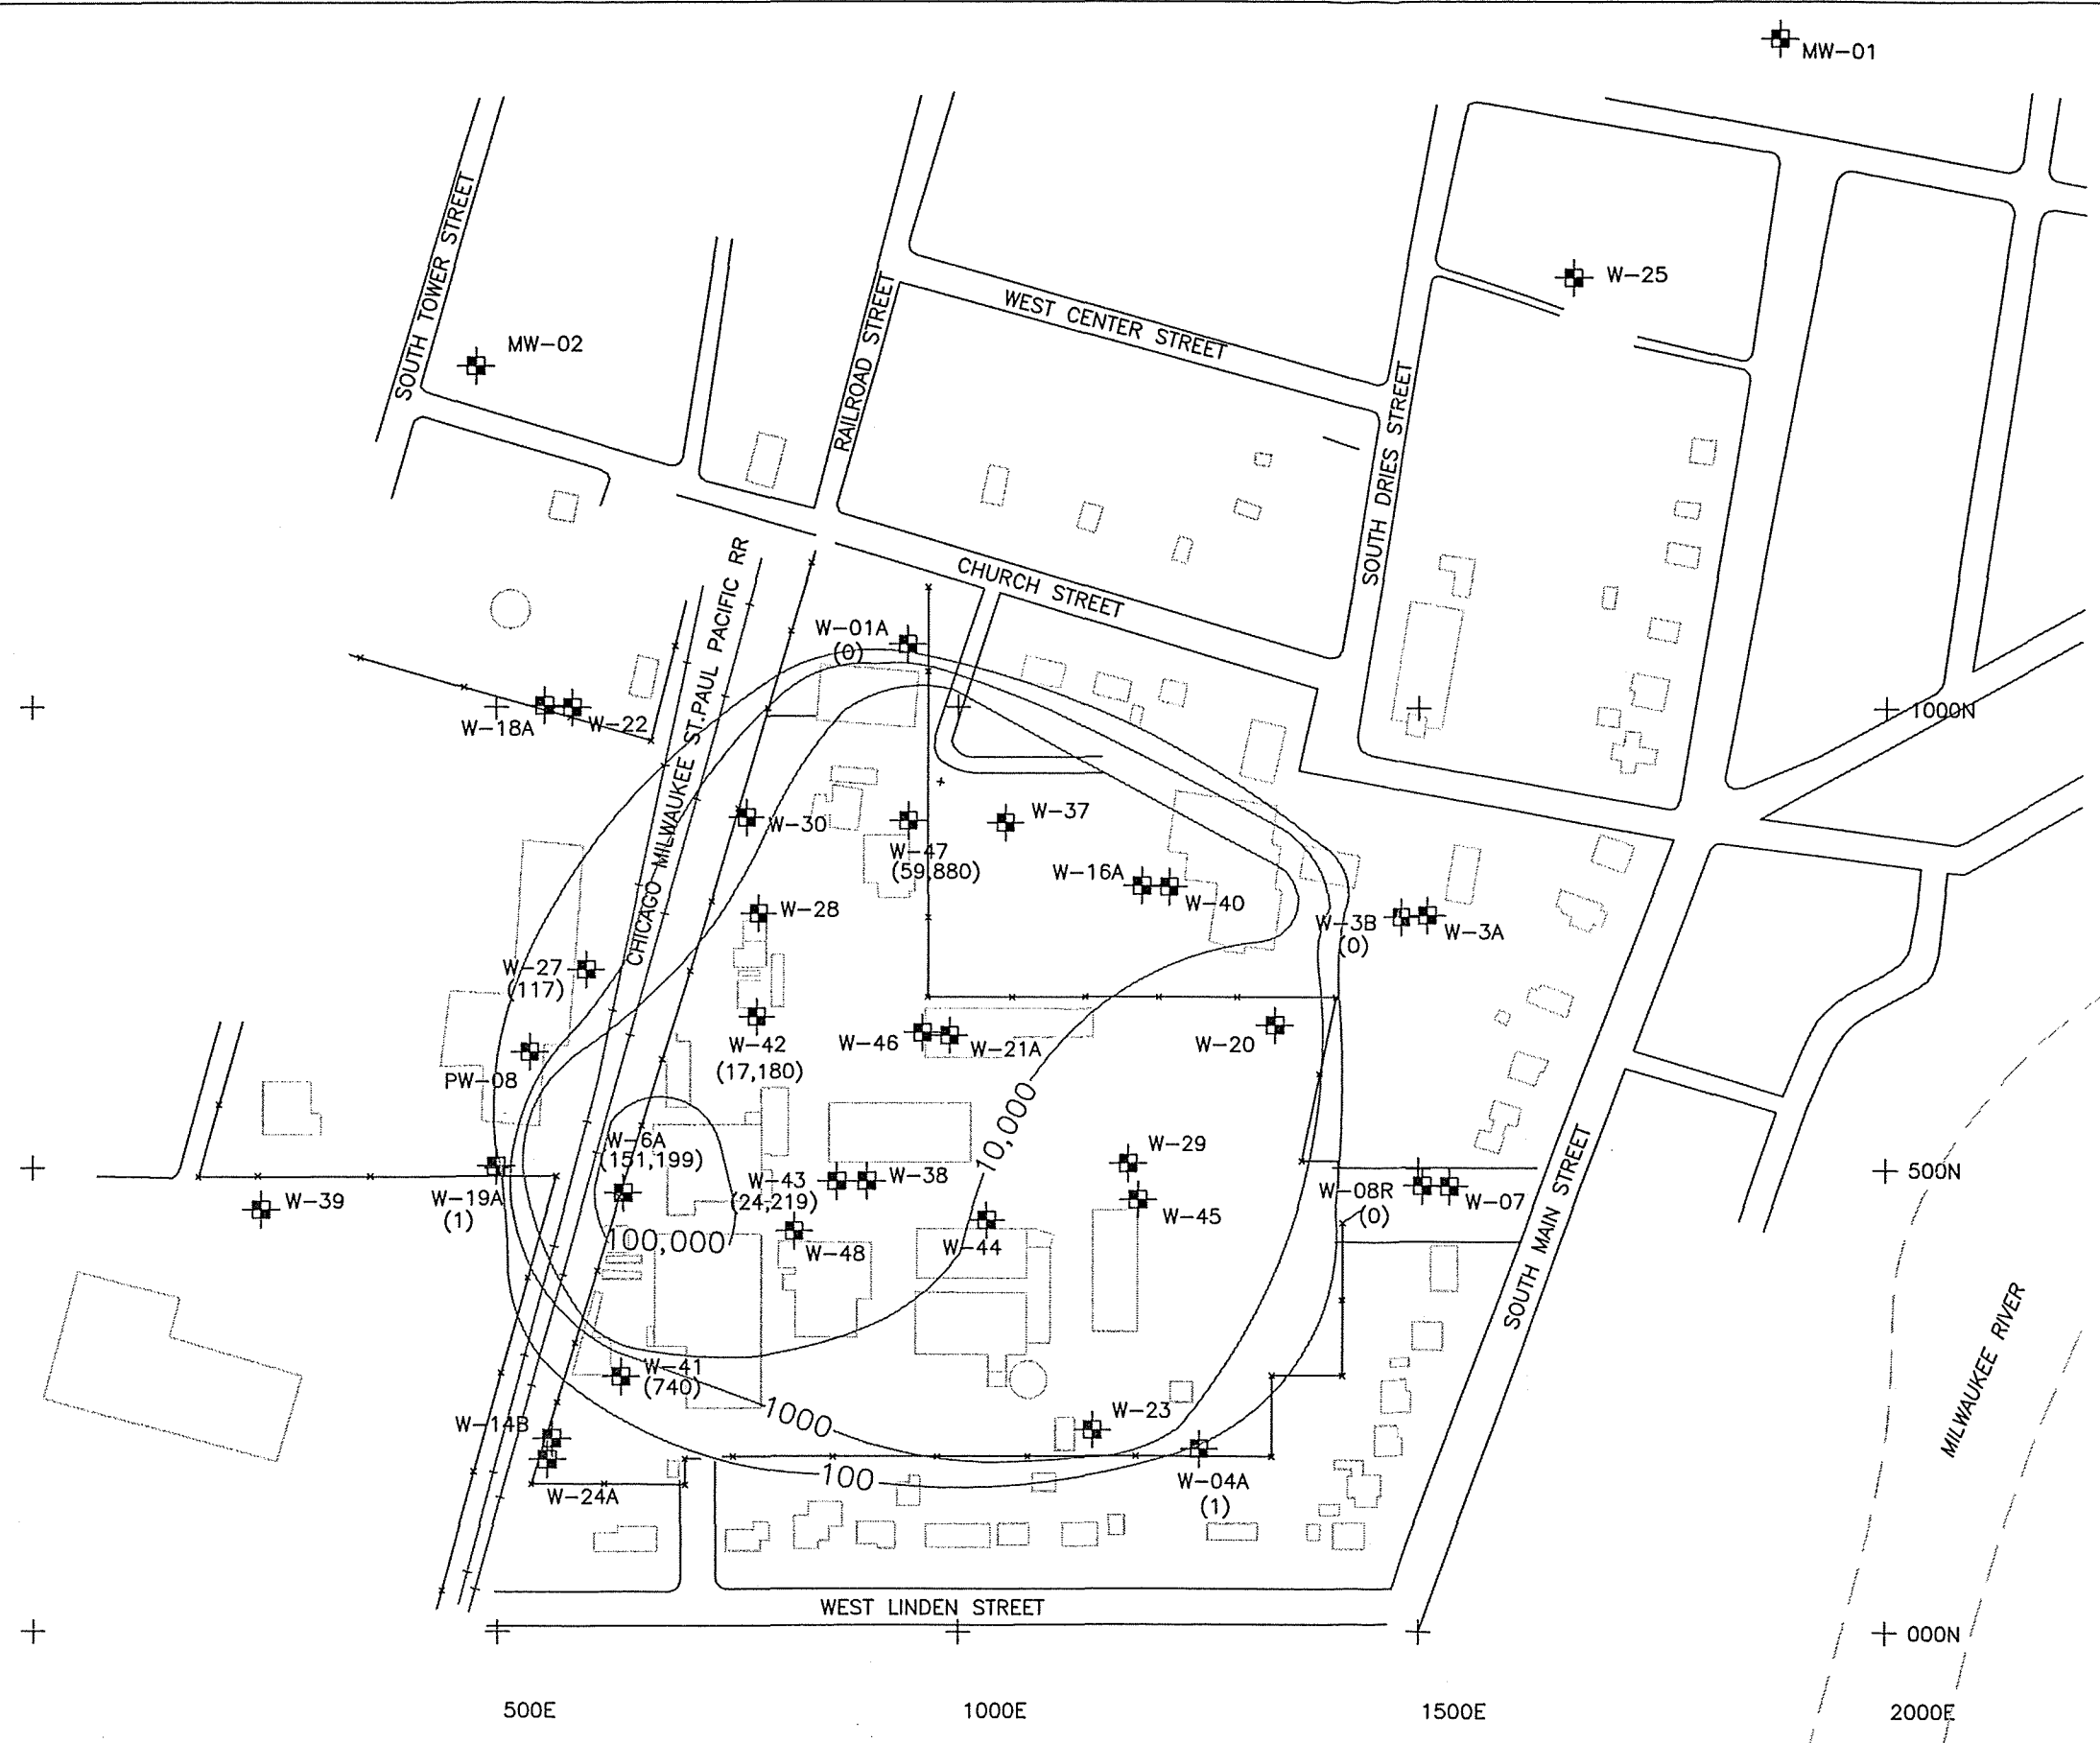 MW-01
SOUTH TOWER STREET
MW-02
RAILROAD STREET
WEST CENTER STREET
W-25
SOUTH DRIES STREET
CHICAGO MILWAUKEE ST.PAUL PACIFIC RR
CHURCH STREET
W-01A
(0)
W-18A
W-22
1000N
W-30
W-37
W-47
(59,880)
W-16A
W-40
W-28
W-3B
(0)
W-3A
W-27
(117)
W-42
(17,180)
W-46
W-21A
W-20
PW-08
10,000
W-6A
(151,199)
W-29
W-43
(24,219)
W-38
500N
W-39
W-19A
(1)
W-08R
(0)
W-07
W-45
100,000
W-48
W-44
SOUTH MAIN STREET
MILWAUKEE RIVER
W-41
(740)
1000
W-23
W-14B
100
W-24A
W-04A
(1)
WEST LINDEN STREET
000N
500E
1000E
1500E
2000E